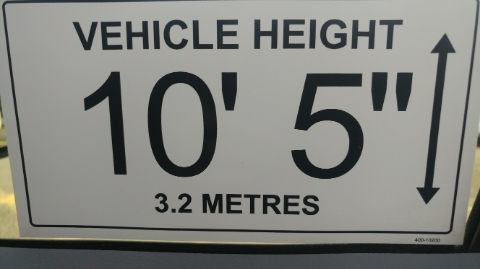 VEHICLE HEIGHT
10' 5"
3.2 METRES